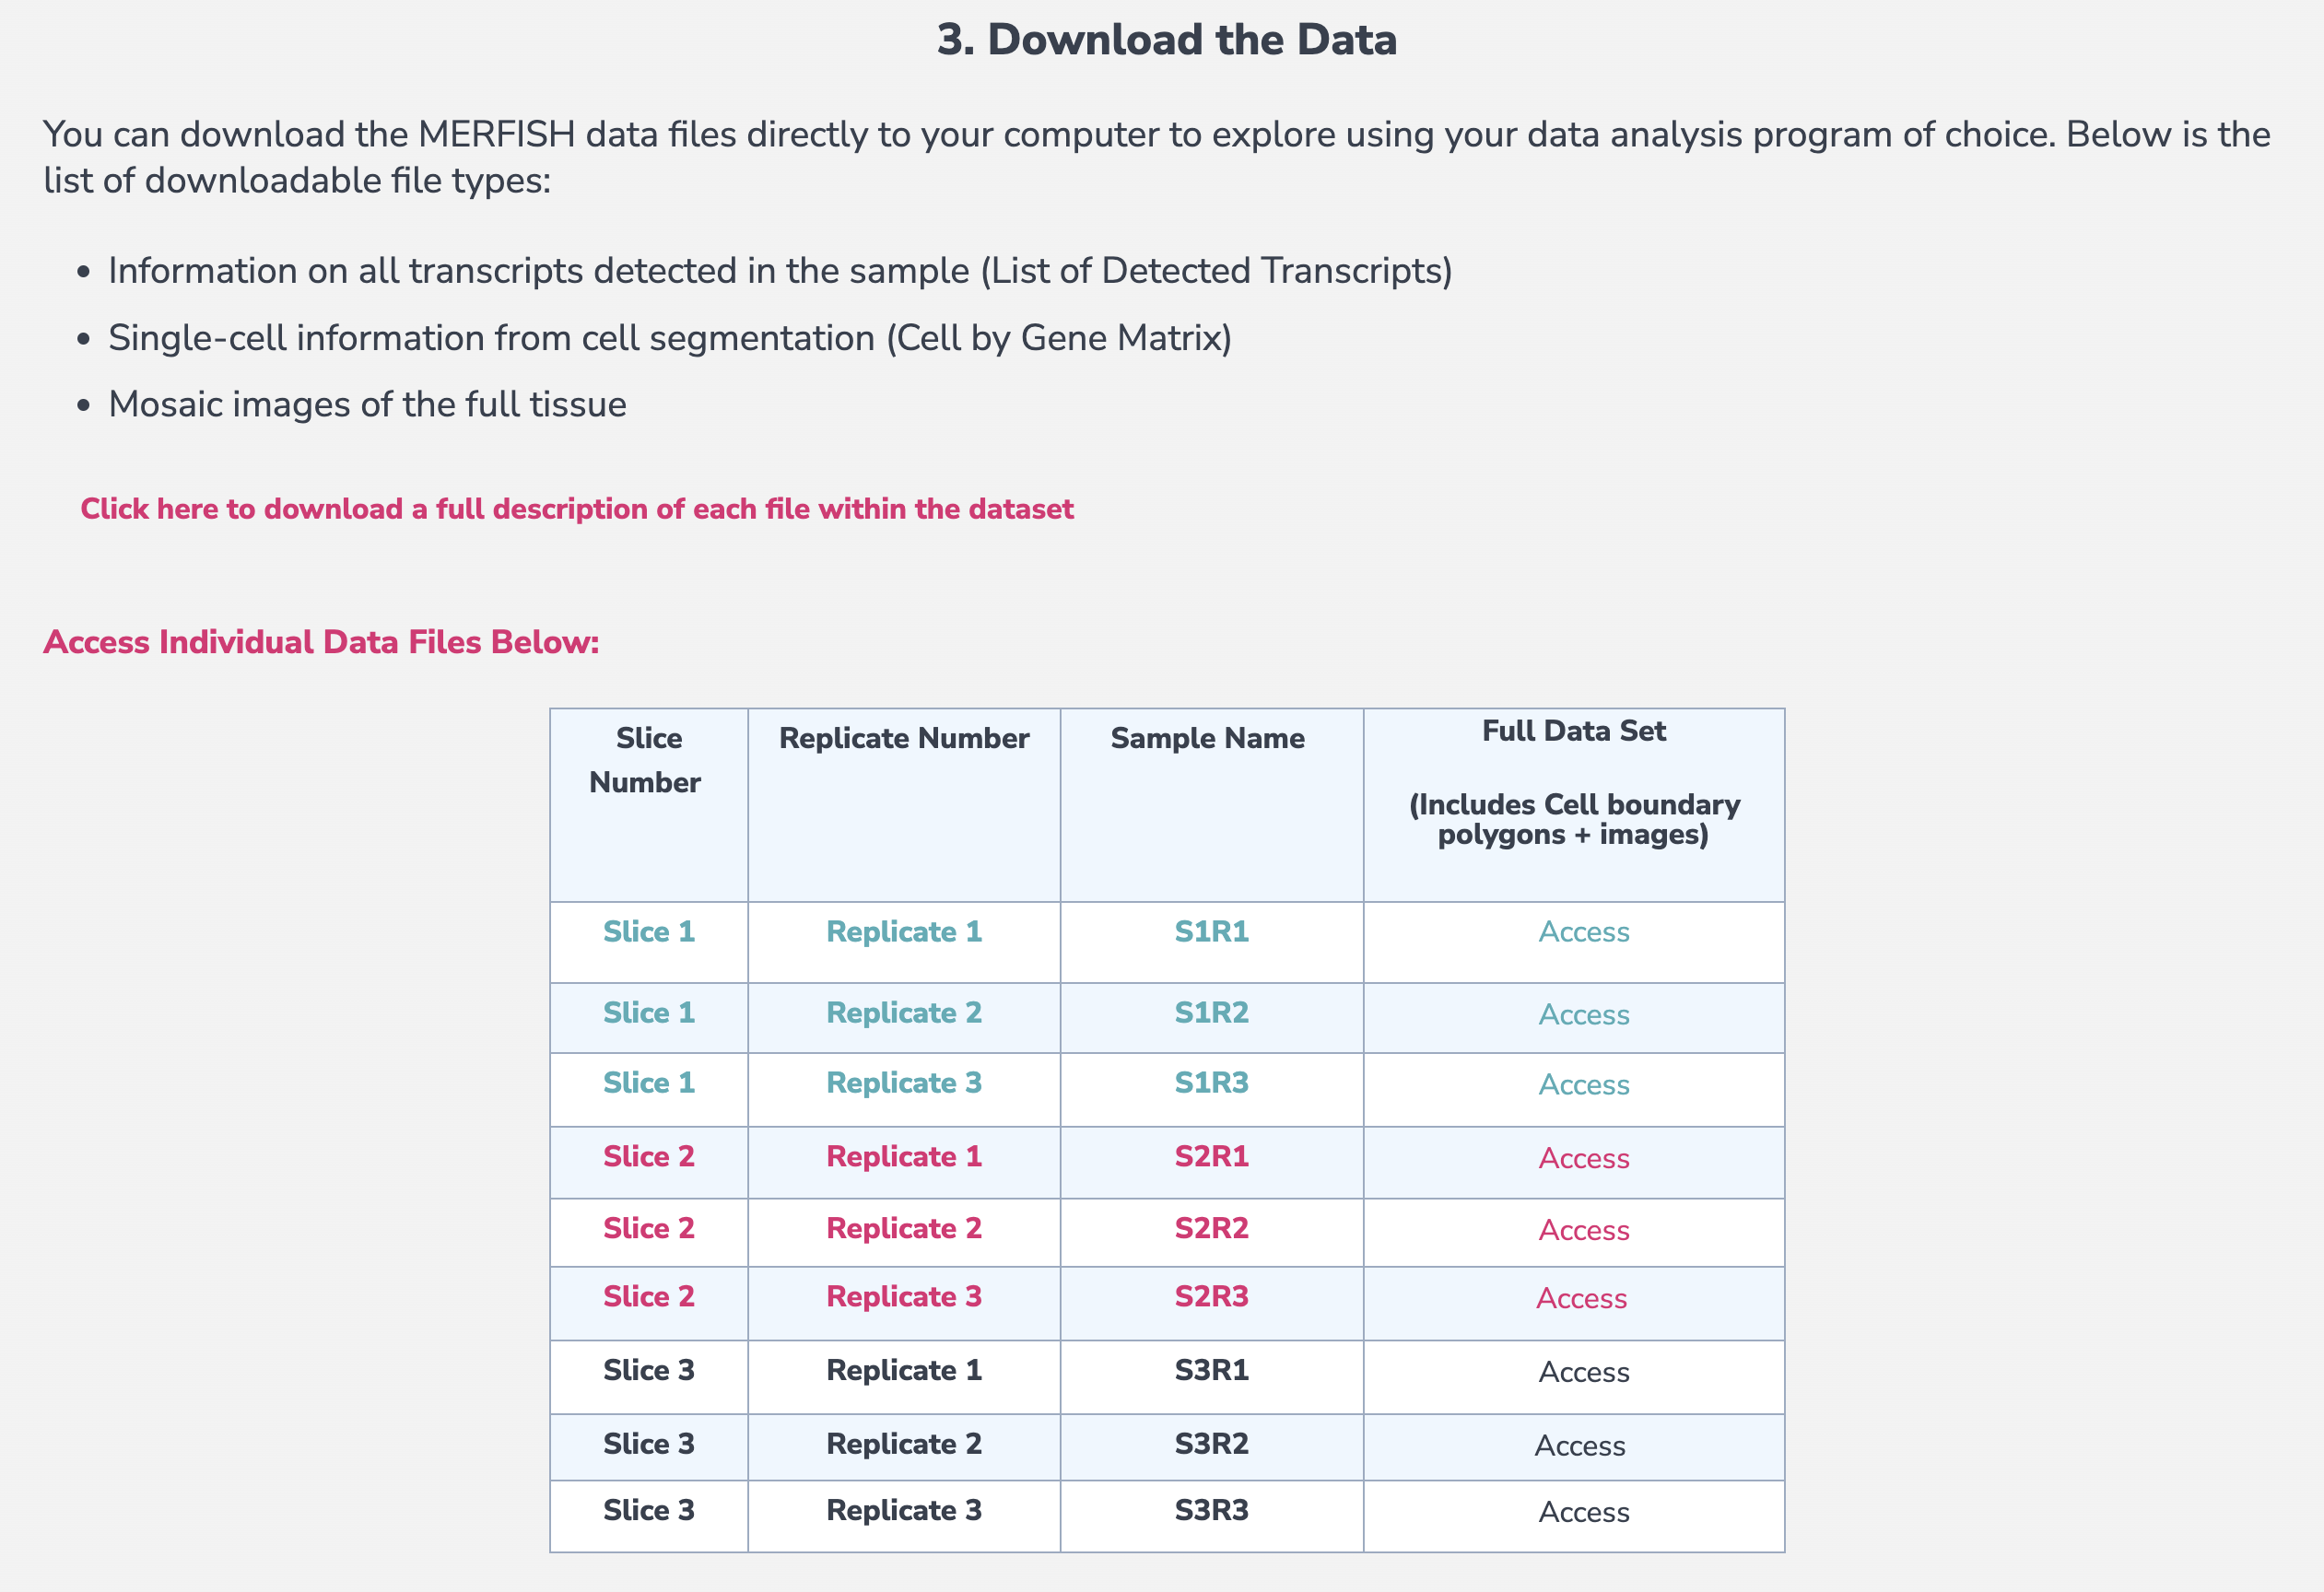 3. Download the Data
You can download the MERFISH data files directly to your computer to explore using your data analysis program of choice. Below is the
list of downloadable file types:
• Information on all transcripts detected in the sample (List of Detected Transcripts)
• Single-cell information from cell segmentation (Cell by Gene Matrix)
• Mosaic images of the full tissue
Click here to download a full description of each file within the dataset
Access Individual Data Files Below:
Slice
Number
Replicate Number
Sample Name
Full Data Set
(Includes Cell boundary
polygons + images)
Slice 1 Replicate 1 S1R1 Access
Slice 1 Replicate 2 S1R2 Access
Slice 1 Replicate 3 S1R3 Access
Slice 2 Replicate 1 S2R1 Access
Slice 2 Replicate 2 S2R2 Access
Slice 2 Replicate 3 S2R3 Access
Slice 3 Replicate 1 S3R1 Access
Slice 3 Replicate 2 S3R2 Access
Slice 3 Replicate 3 S3R3 Access